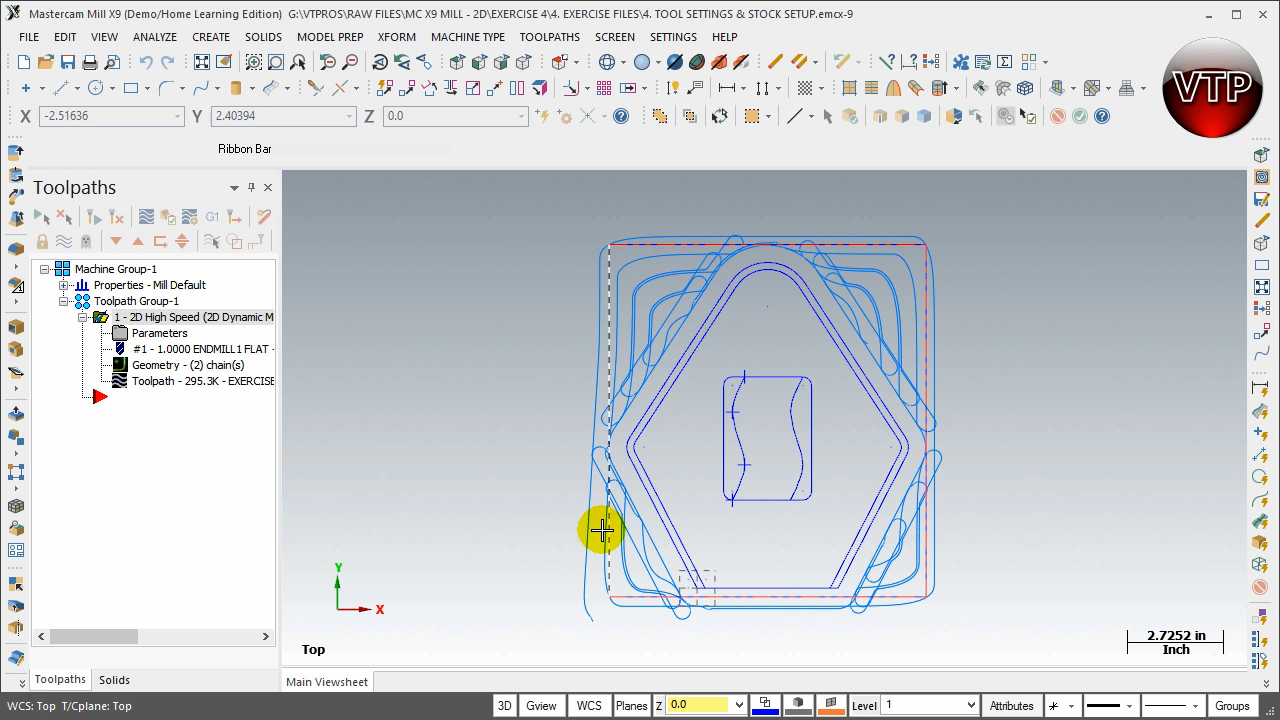 Mastercam Mill X9 (Demo/Home Learning Edition) G:\VTPROS\RAW FILES\MC X9 MILL - 2D\EXERCISE 4\4. EXERCISE FILES\4. TOOL SETTINGS & STOCK SETUP.emcx-9
FILE EDIT VIEW ANALYZE CREATE SOLIDS MODEL PREP XFORM MACHINE TYPE TOOLPATHS SCREEN SETTINGS HELP
VTP
X -2.51636 Y 2.40394 Z 0.0
Ribbon Bar
Toolpaths
G1
Machine Group-1
Properties - Mill Default
Toolpath Group-1
1 - 2D High Speed (2D Dynamic M
Parameters
#1 - 1.0000 ENDMILL1 FLAT -
Geometry - (2) chain(s)
Toolpath - 295.3K - EXERCISE
Y
X
2.7252 in
Inch
Top
Toolpaths Solids
Main Viewsheet
WCS: Top T/Cplane: Top
3D Gview WCS Planes Z 0.0 Level 1 Attributes Groups